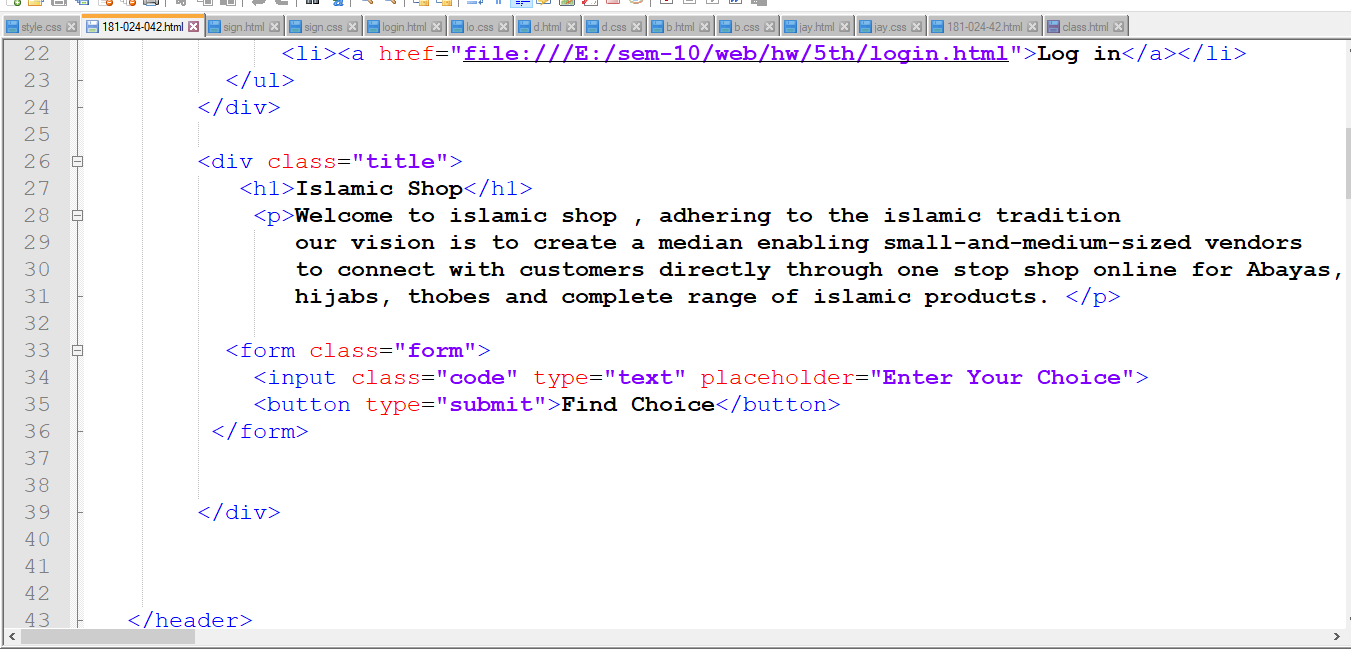 style.css 181-024-042.html sign.html sign.css login.html lo.css d.html d.css b.html b.css jay.html jay.css 181-024-42.html class.html
22 <li><a href="file:///E:/sem-10/web/hw/5th/login.html">Log in</a></li>
23 </ul>
24 </div>
25
26 <div class="title">
27 <h1>Islamic Shop</h1>
28 <p>Welcome to islamic shop , adhering to the islamic tradition
29 our vision is to create a median enabling small-and-medium-sized vendors
30 to connect with customers directly through one stop shop online for Abayas,
31 hijabs, thobes and complete range of islamic products. </p>
32
33 <form class="form">
34 <input class="code" type="text" placeholder="Enter Your Choice">
35 <button type="submit">Find Choice</button>
36 </form>
37
38
39 </div>
40
41
42
43 </header>